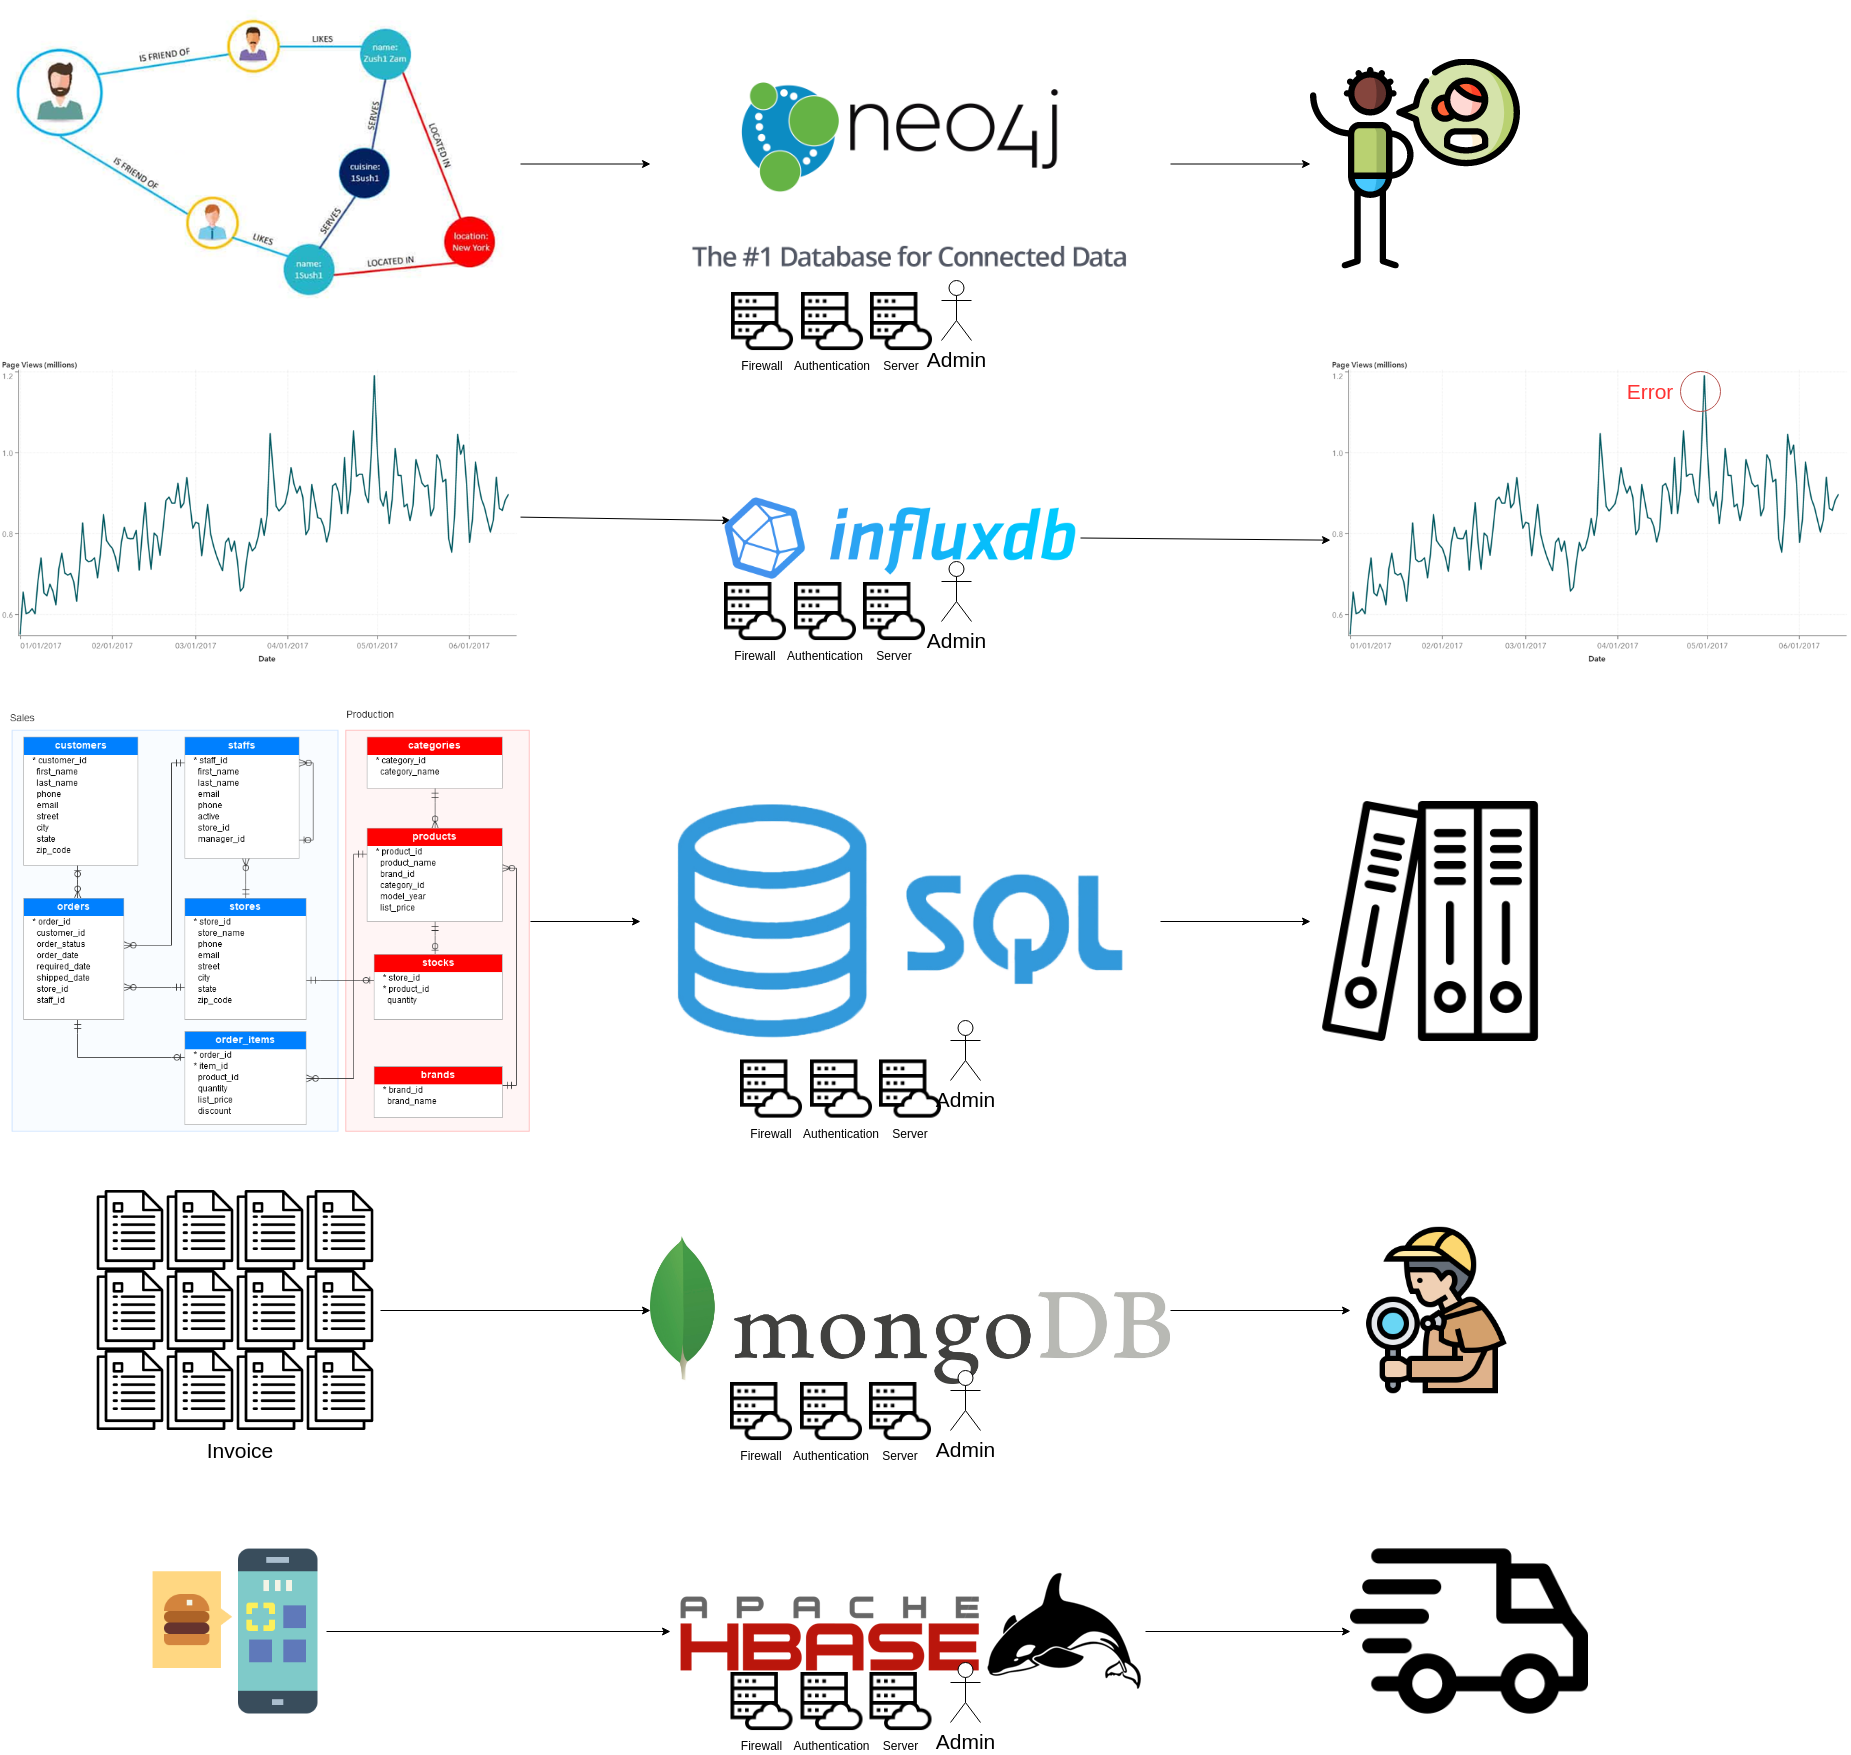 IS FRIEND OF
LIKES
name:
Zush1 Zam
SERVES
LOCATED IN
cuisine:
1Sush1
IS FRIEND OF
SERVES
LIKES
location:
New York
name:
1Sush1
LOCATED IN
neo4j
The #1 Database for Connected Data
Firewall
Authentication
Server
Admin
Page Views (millions)
1.2
1.0
0.8
0.6
01/01/2017
02/01/2017
03/01/2017
04/01/2017
05/01/2017
06/01/2017
Date
influxdb
Firewall
Authentication
Server
Admin
Page Views (millions)
1.2
Error
1.0
0.8
0.6
01/01/2017
02/01/2017
03/01/2017
04/01/2017
05/01/2017
06/01/2017
Date
Sales
customers
* customer_id
first_name
last_name
phone
email
street
city
state
zip_code
staffs
* staff_id
first_name
last_name
email
phone
active
store_id
manager_id
orders
* order_id
customer_id
order_status
order_date
required_date
shipped_date
store_id
staff_id
stores
* store_id
store_name
phone
email
street
city
state
zip_code
order_items
* order_id
* item_id
product_id
quantity
list_price
discount
Production
categories
* category_id
category_name
products
* product_id
product_name
brand_id
category_id
model_year
list_price
stocks
* store_id
* product_id
quantity
brands
* brand_id
brand_name
SQL
Firewall
Authentication
Server
Admin
Invoice
mongoDB
Firewall
Authentication
Server
Admin
APACHE
HBASE
Firewall
Authentication
Server
Admin